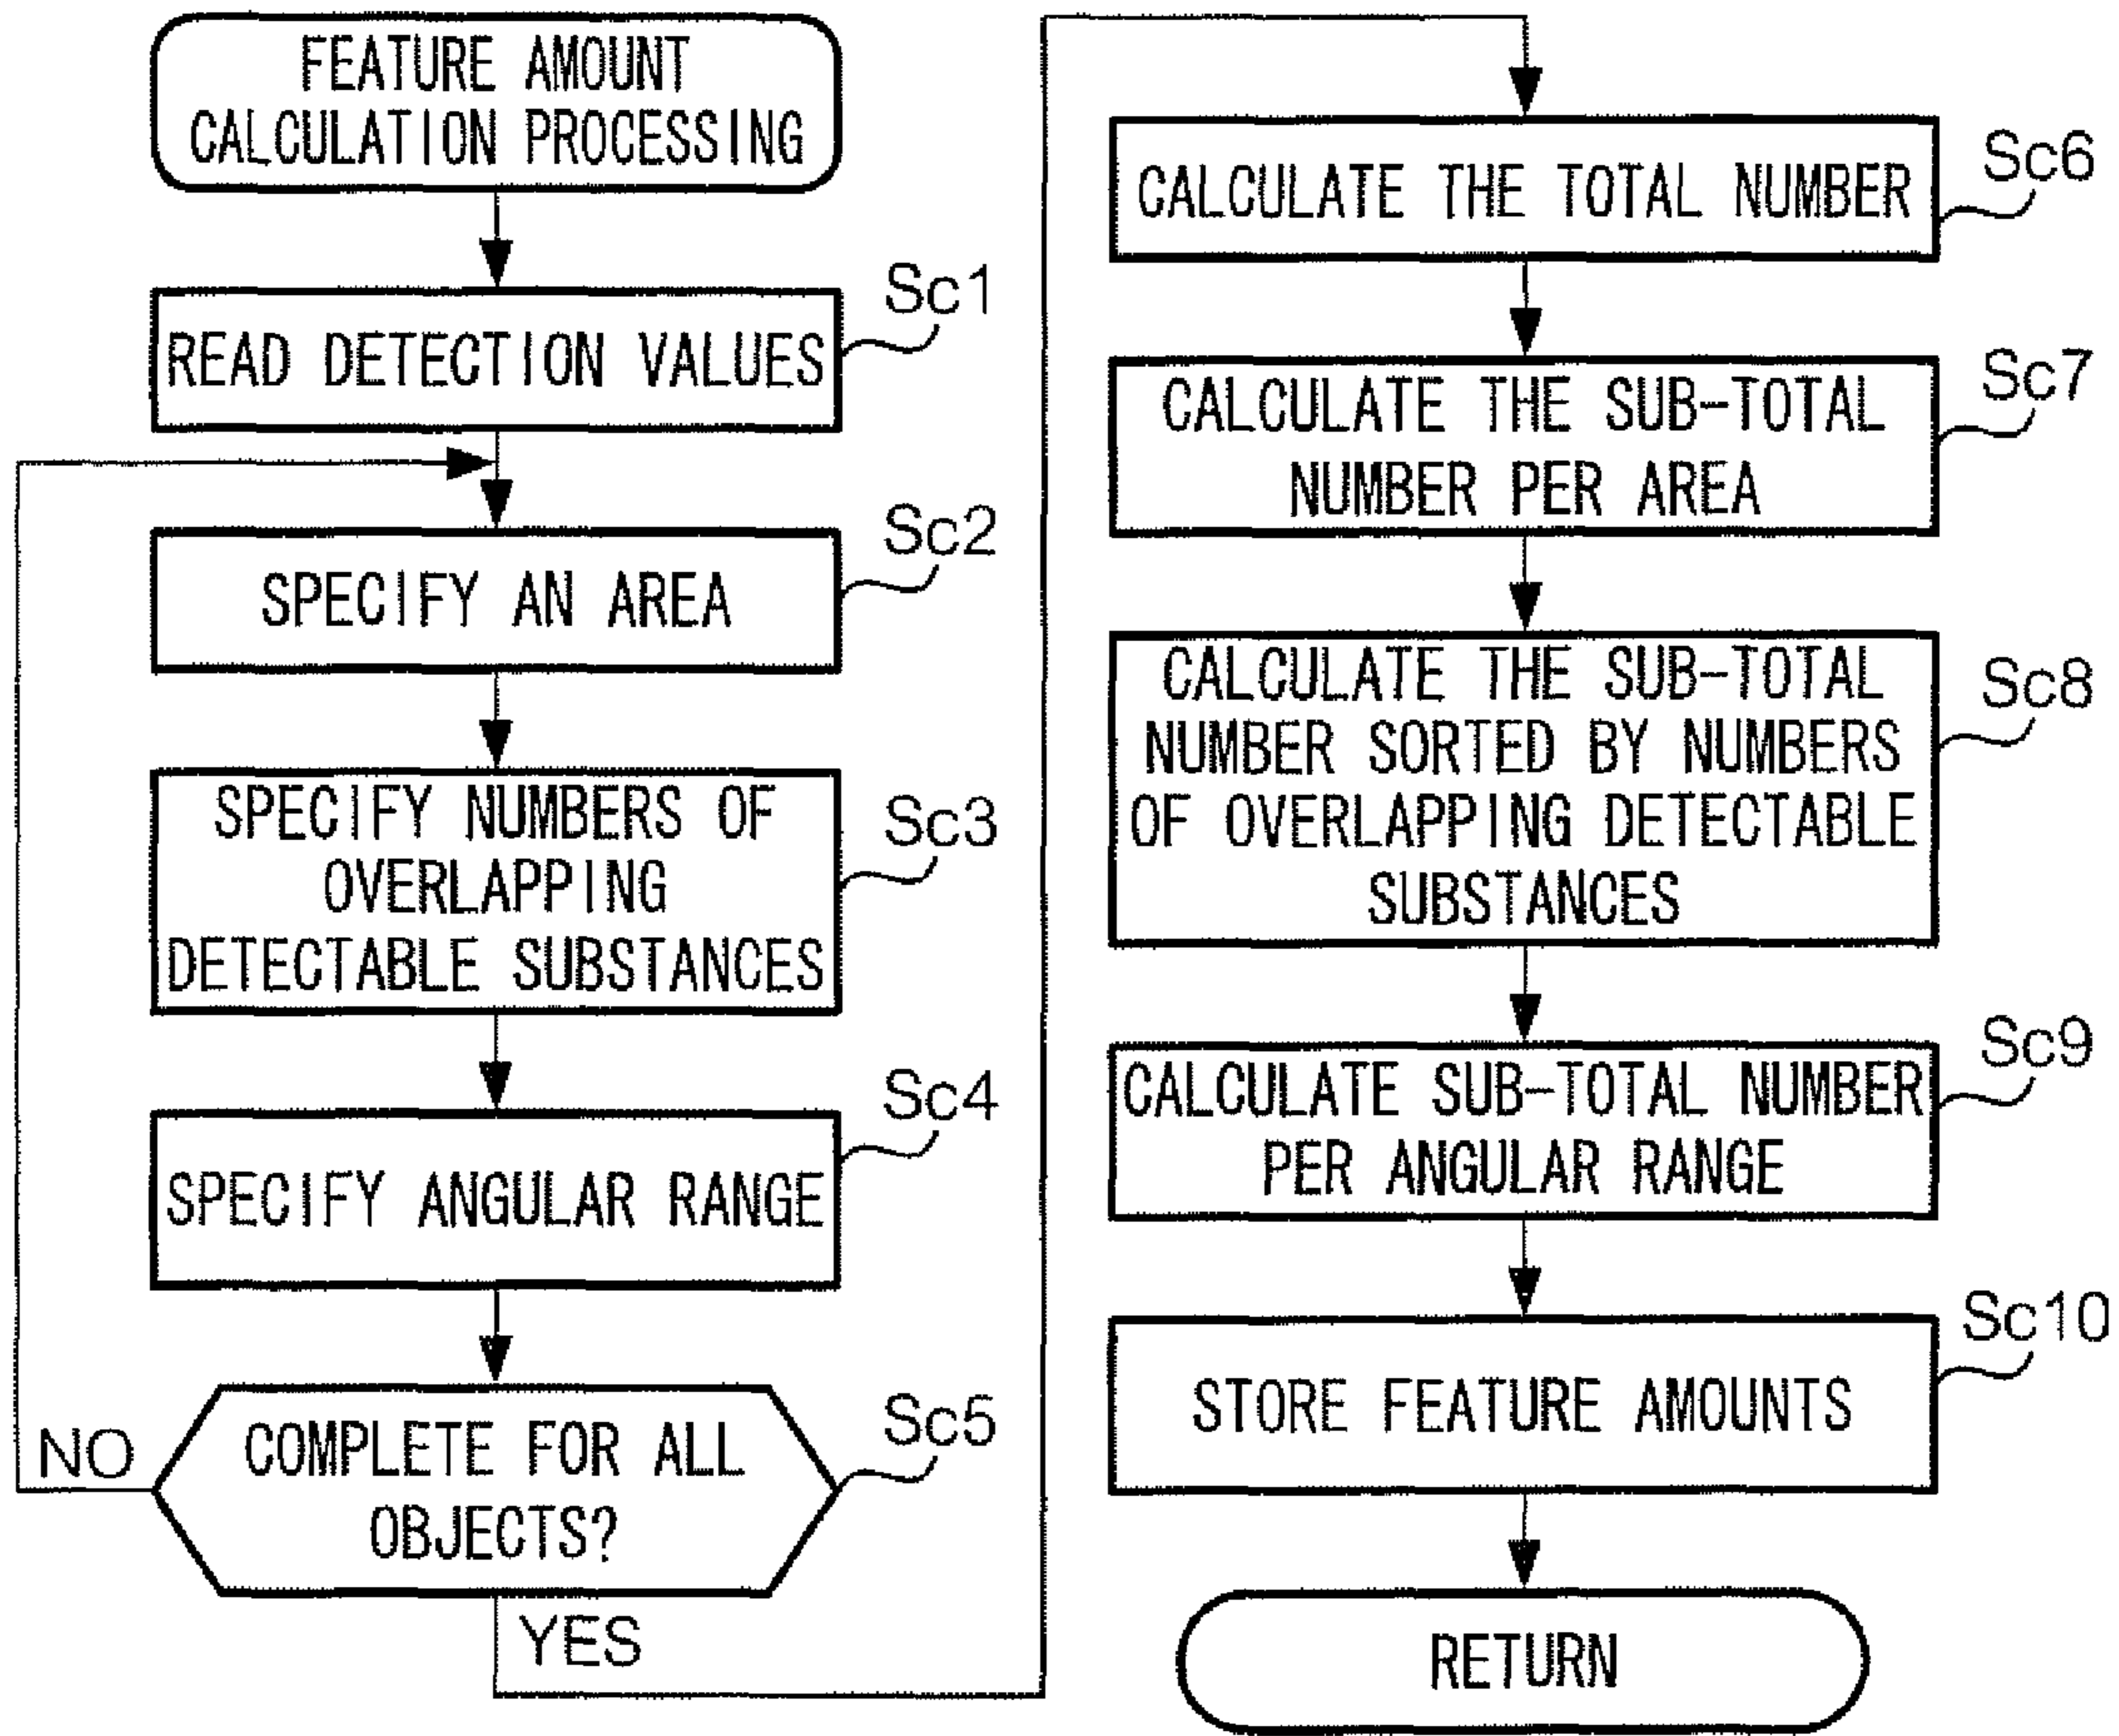 FEATURE AMOUNT
CALCULATION PROCESSING
Sc1
READ DETECTION VALUES
Sc2
SPECIFY AN AREA
Sc3
SPECIFY NUMBERS OF
OVERLAPPING
DETECTABLE SUBSTANCES
Sc4
SPECIFY ANGULAR RANGE
Sc5
COMPLETE FOR ALL
OBJECTS?
NO
YES
Sc6
CALCULATE THE TOTAL NUMBER
Sc7
CALCULATE THE SUB-TOTAL
NUMBER PER AREA
Sc8
CALCULATE THE SUB-TOTAL
NUMBER SORTED BY NUMBERS
OF OVERLAPPING DETECTABLE
SUBSTANCES
Sc9
CALCULATE SUB-TOTAL NUMBER
PER ANGULAR RANGE
Sc10
STORE FEATURE AMOUNTS
RETURN